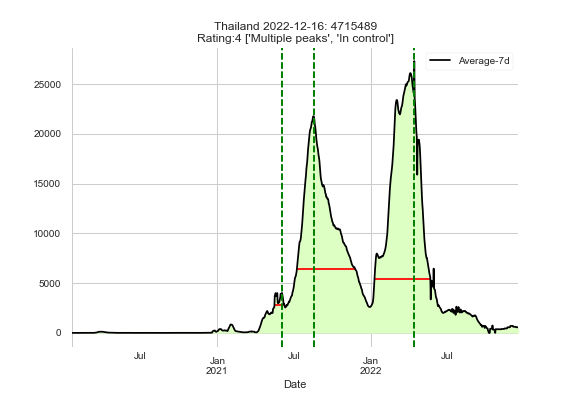 Thailand 2022-12-16: 4715489
Rating:4 ['Multiple peaks', 'In control']
Average-7d
25000
20000
15000
10000
5000
0
Jul
Jan
2021
Jul
Jan
2022
Jul
Date